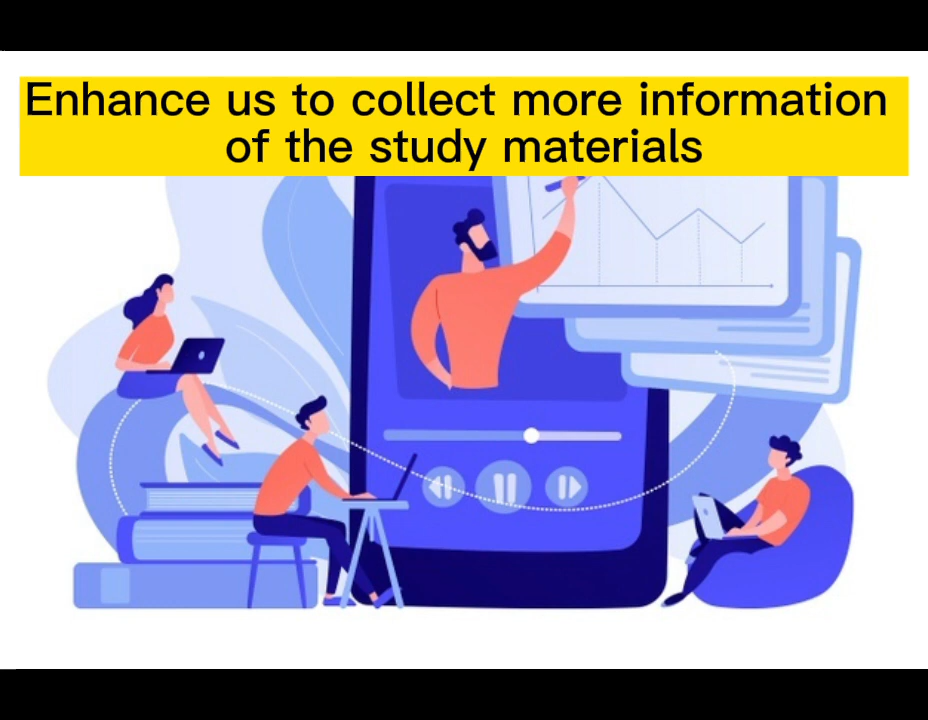 Enhance us to collect more information
of the study materials